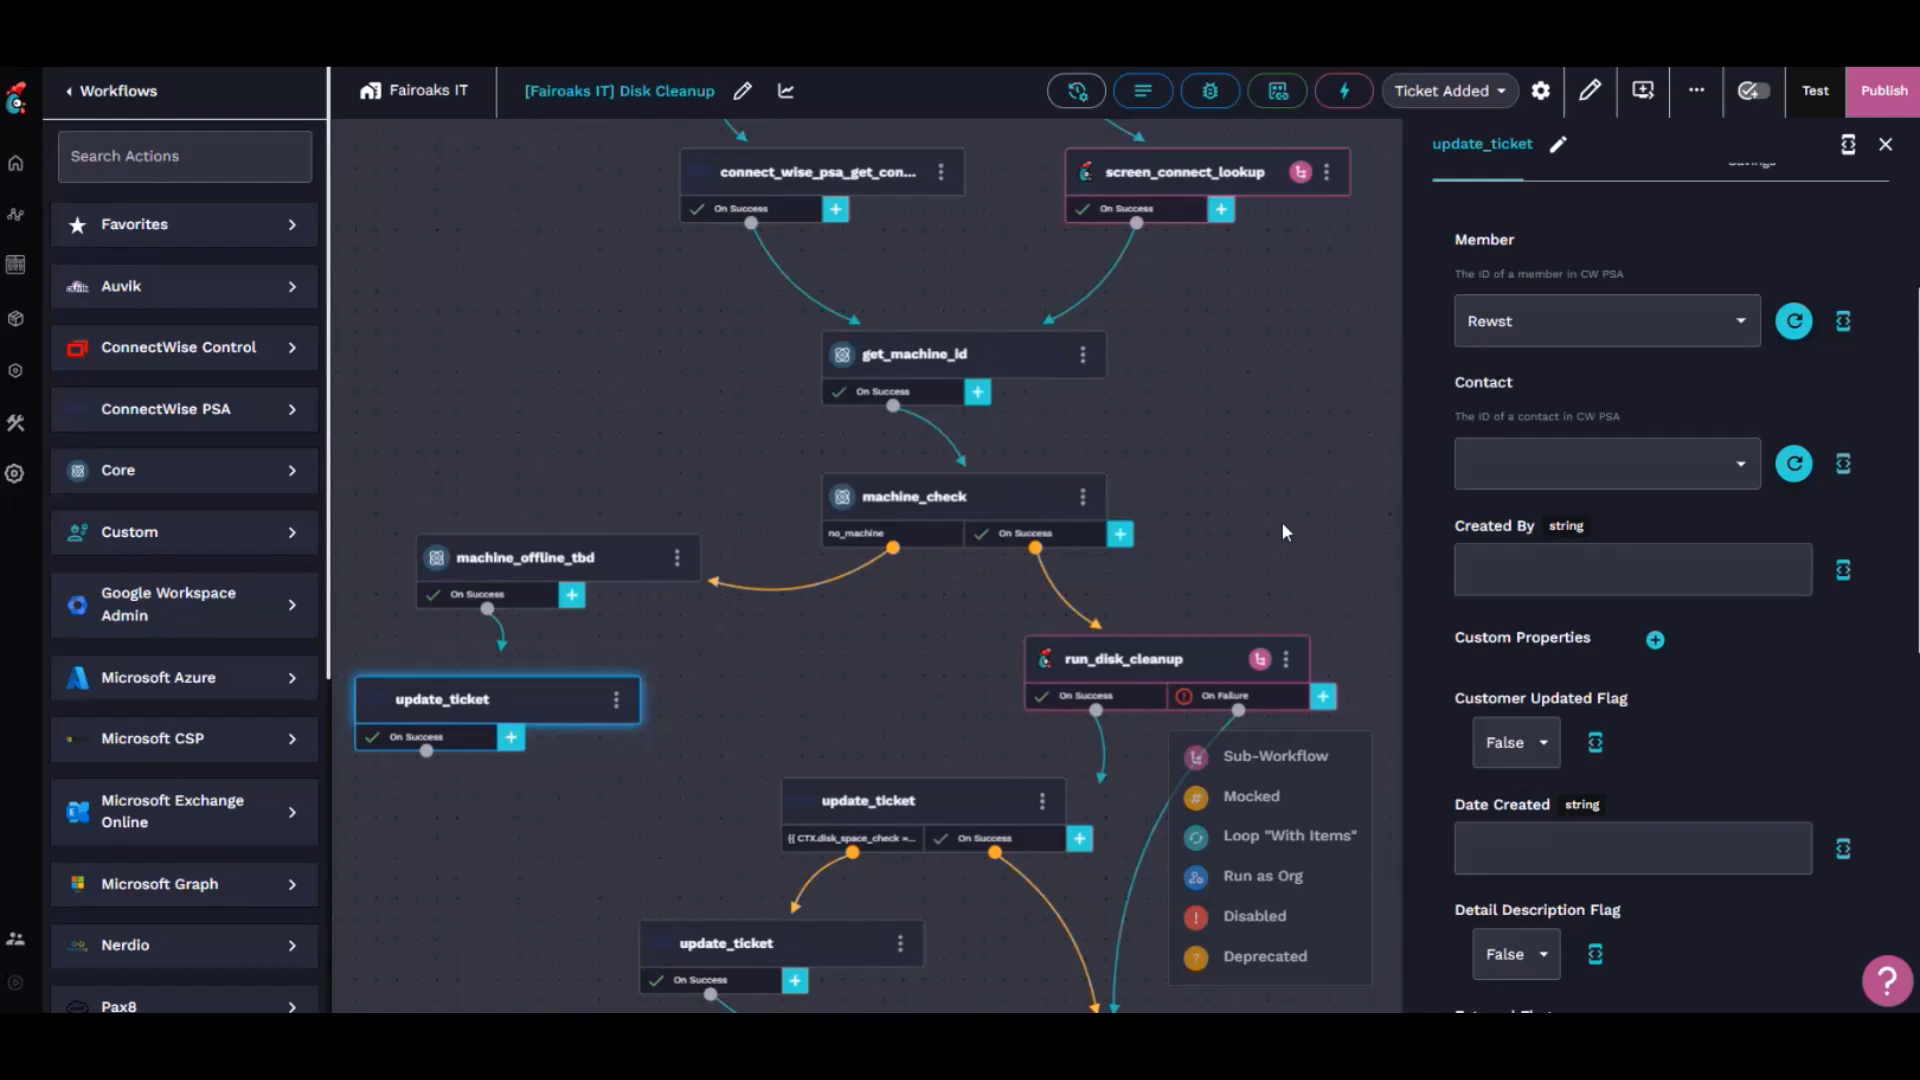 Workflows
Fairoaks IT
[Fairoaks IT] Disk Cleanup
Ticket Added
Test
Publish
Search Actions
Favorites
Auvik
ConnectWise Control
ConnectWise PSA
Core
Custom
Google Workspace
Admin
Microsoft Azure
Microsoft CSP
Microsoft Exchange
Online
Microsoft Graph
Nerdio
Pax8
connect_wise_psa_get_con...
On Success
screen_connect_lookup
On Success
get_machine_id
On Success
machine_check
no_machine
On Success
machine_offline_tbd
On Success
update_ticket
On Success
run_disk_cleanup
On Success
On Failure
update_ticket
{{ CTX.disk_space_check =...
On Success
update_ticket
On Success
Sub-Workflow
Mocked
Loop "With Items"
Run as Org
Disabled
Deprecated
update_ticket
Savings
Member
The ID of a member in CW PSA
Rewst
Contact
The ID of a contact in CW PSA
Created By string
Custom Properties
Customer Updated Flag
False
Date Created string
Detail Description Flag
False